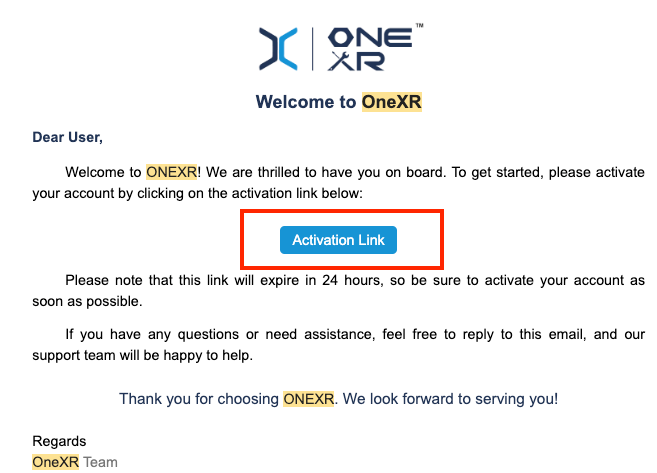 ONE™
XR
Welcome to OneXR
Dear User,
Welcome to ONEXR! We are thrilled to have you on board. To get started, please activate
your account by clicking on the activation link below:
Activation Link
Please note that this link will expire in 24 hours, so be sure to activate your account as
soon as possible.
If you have any questions or need assistance, feel free to reply to this email, and our
support team will be happy to help.
Thank you for choosing ONEXR. We look forward to serving you!
Regards
OneXR Team